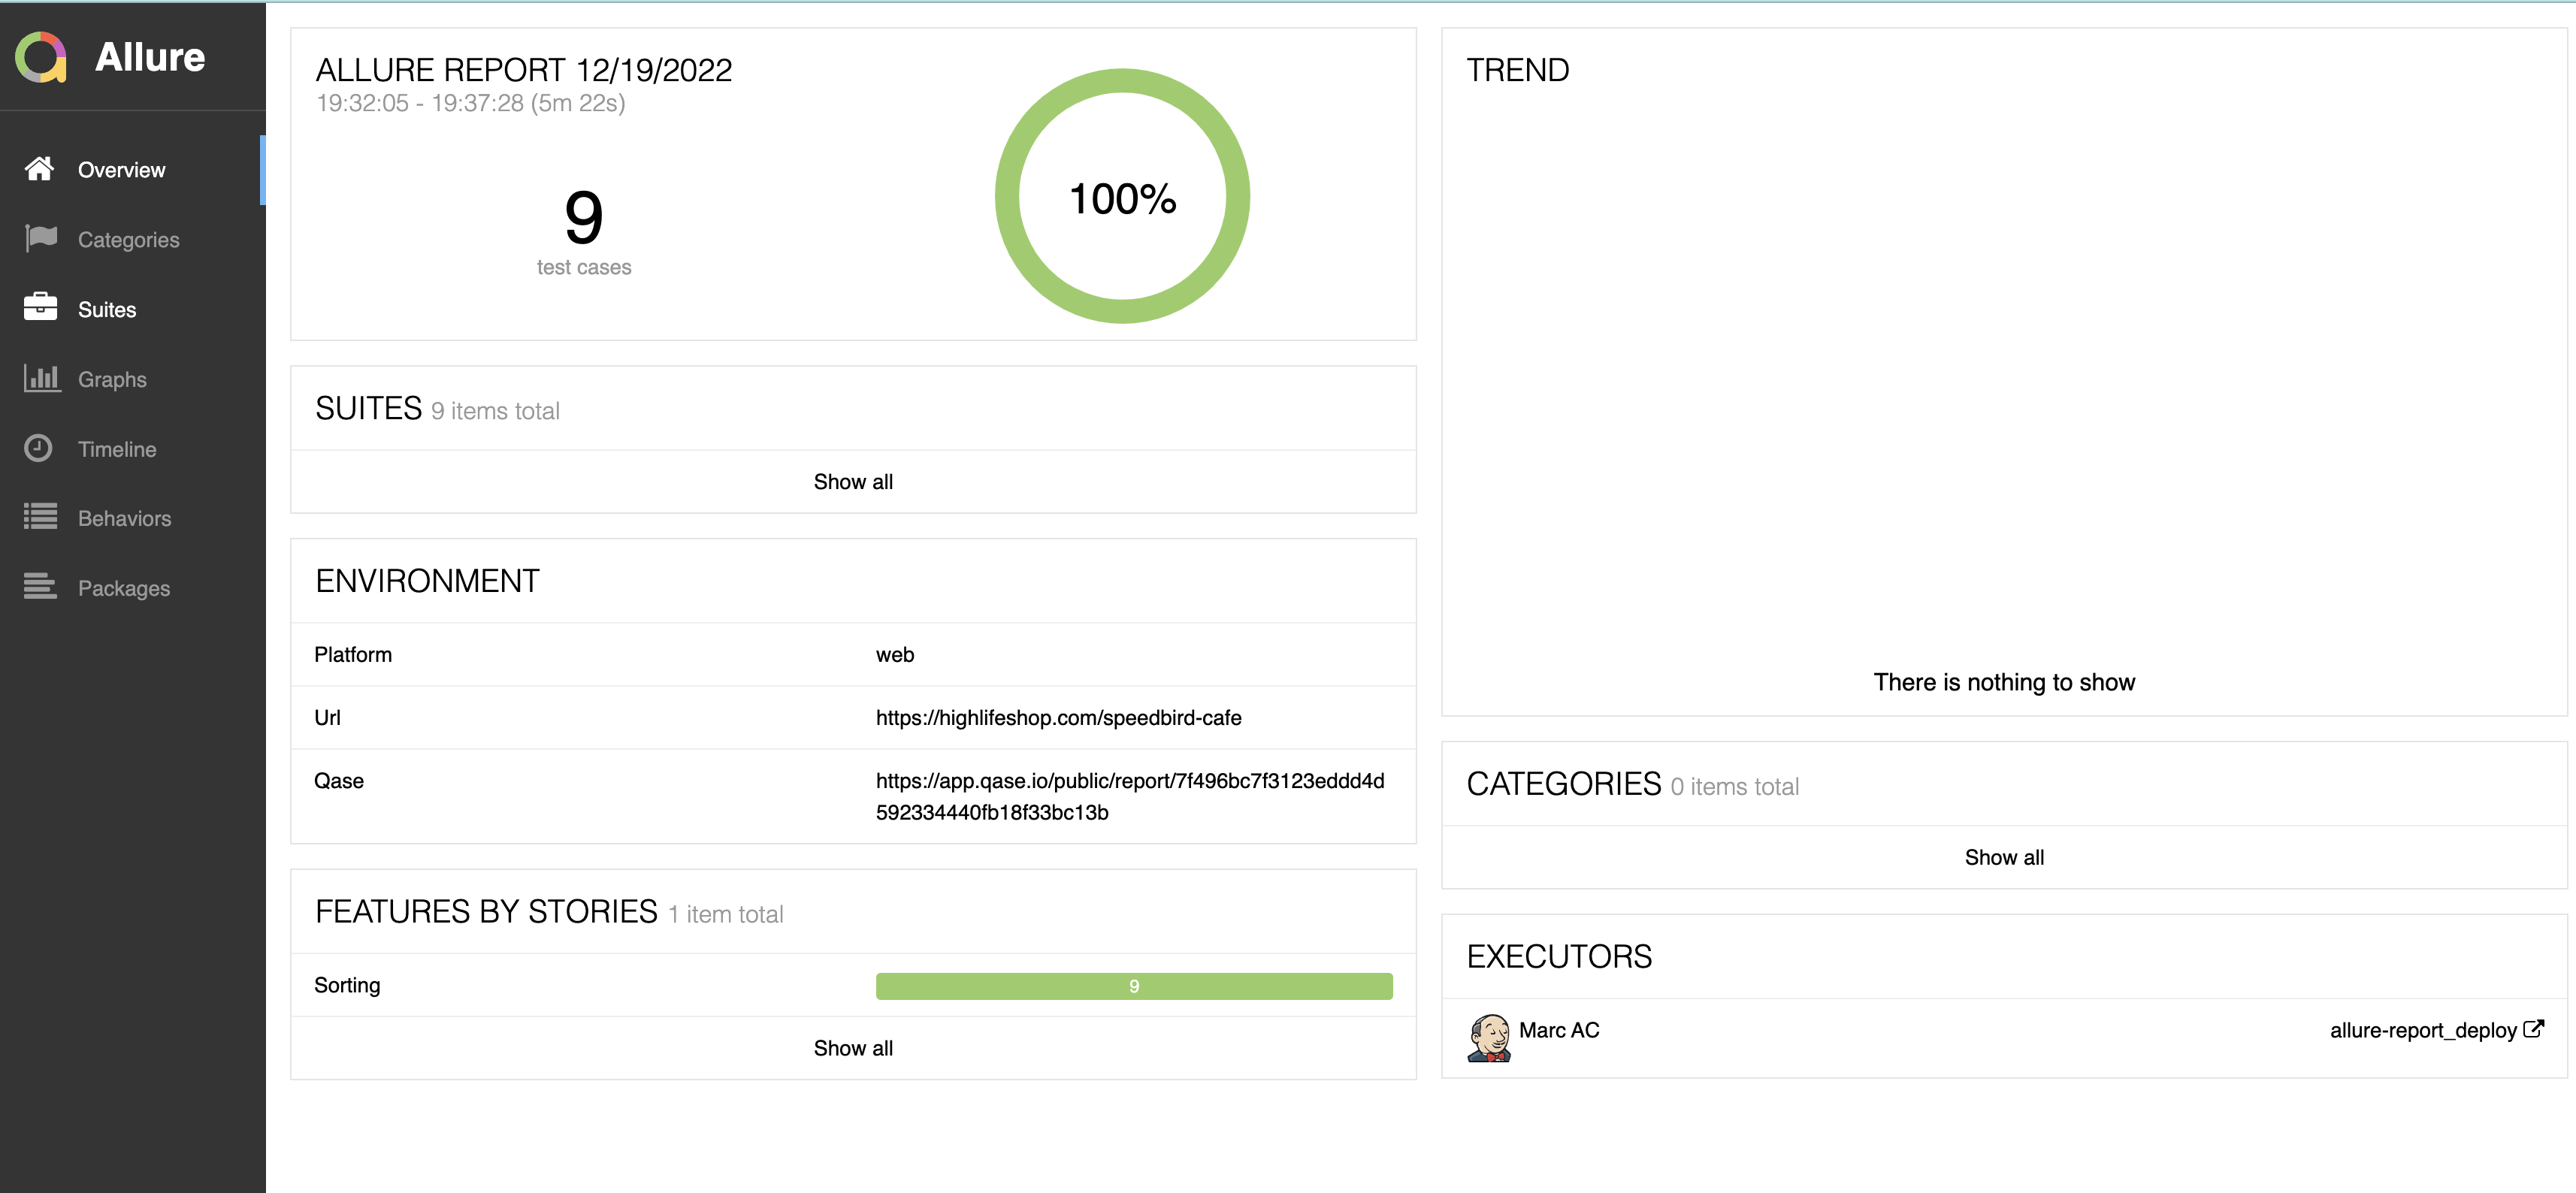 Allure
Overview
Categories
Suites
Graphs
Timeline
Behaviors
Packages
ALLURE REPORT 12/19/2022
19:32:05 - 19:37:28 (5m 22s)
9
test cases
100%
SUITES 9 items total
Show all
ENVIRONMENT
Platform web
Url https://highlifeshop.com/speedbird-cafe
Qase https://app.qase.io/public/report/7f496bc7f3123eddd4d
592334440fb18f33bc13b
FEATURES BY STORIES 1 item total
Sorting 9
Show all
TREND
There is nothing to show
CATEGORIES 0 items total
Show all
EXECUTORS
Marc AC allure-report_deploy